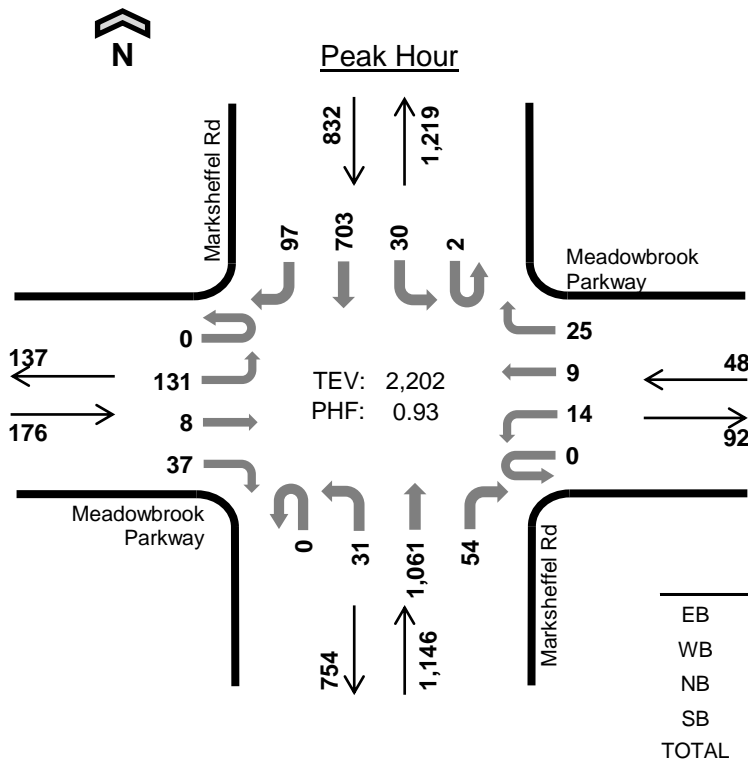 N
Peak Hour
Marksheffel Rd
832
1,219
97
703
30
2
Meadowbrook
Parkway
0
131
8
37
137
176
TEV: 2,202
PHF: 0.93
25
9
14
0
48
92
Meadowbrook
Parkway
0
31
1,061
54
Marksheffel Rd
754
1,146
EB
WB
NB
SB
TOTAL